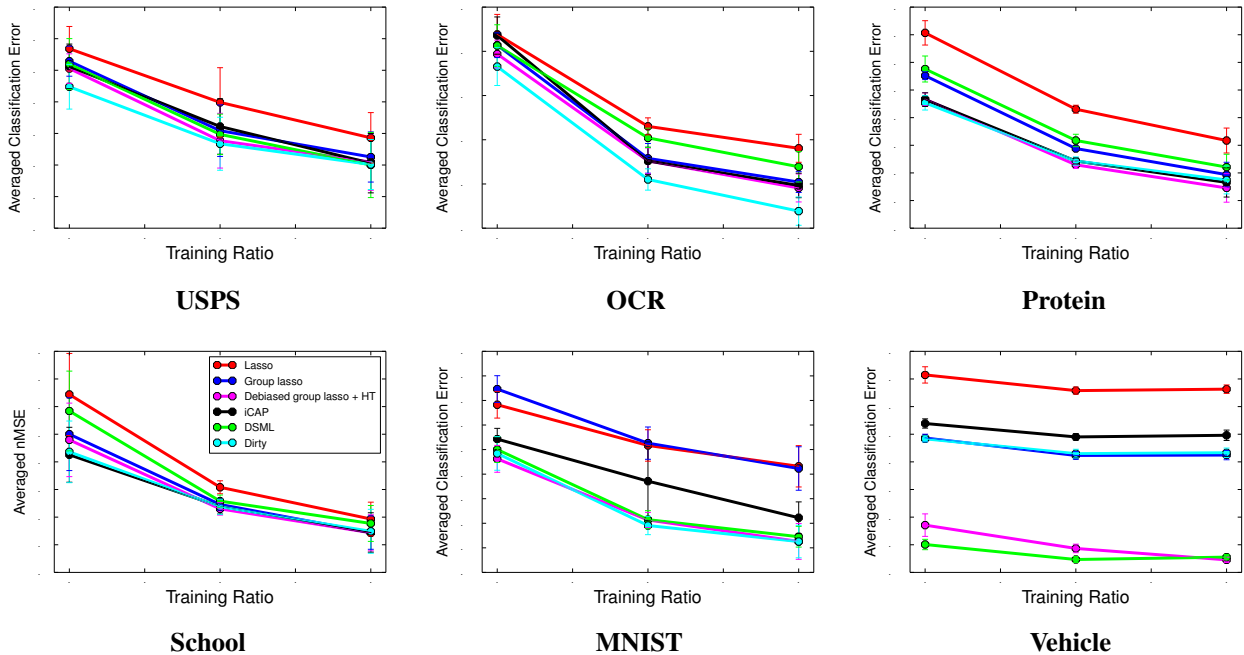 Averaged Classification Error
Training Ratio
USPS
Averaged Classification Error
Training Ratio
OCR
Averaged Classification Error
Training Ratio
Protein
Averaged nMSE
Lasso
Group lasso
Debiased group lasso + HT
iCAP
DSML
Dirty
Training Ratio
School
Averaged Classification Error
Training Ratio
MNIST
Averaged Classification Error
Training Ratio
Vehicle